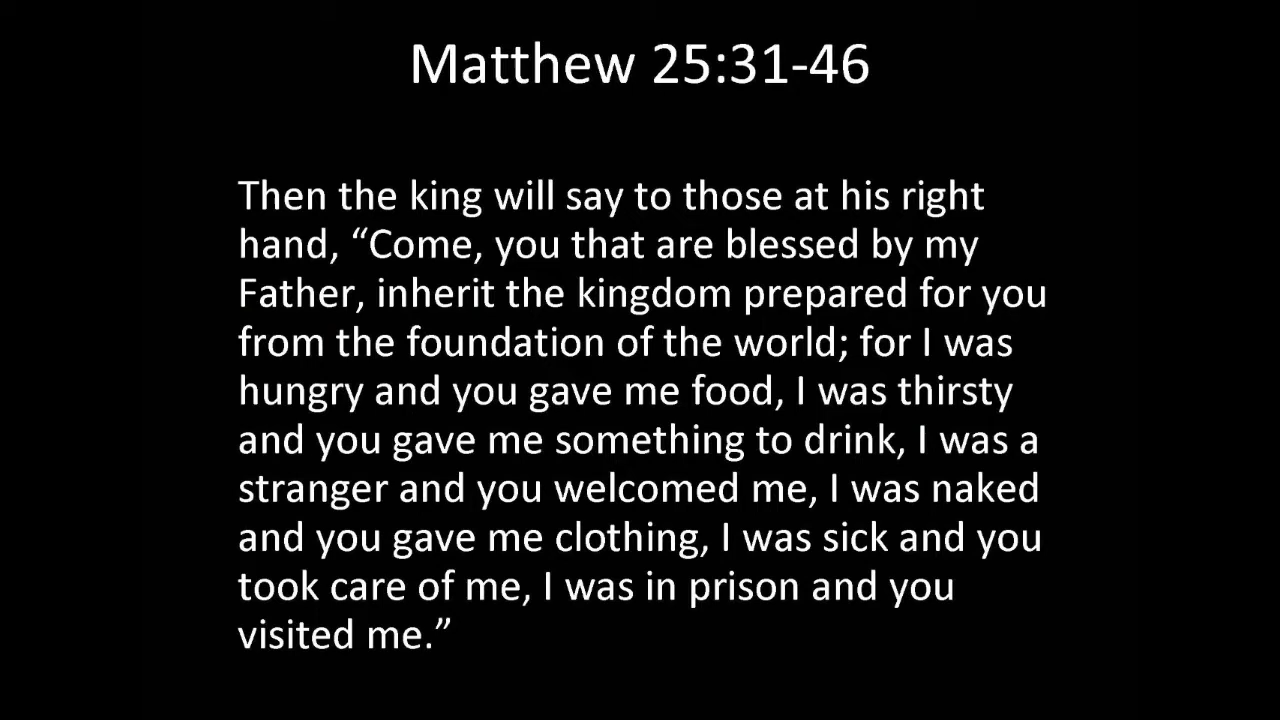 Matthew 25:31-46
Then the king will say to those at his right
hand, “Come, you that are blessed by my
Father, inherit the kingdom prepared for you
from the foundation of the world; for I was
hungry and you gave me food, I was thirsty
and you gave me something to drink, I was a
stranger and you welcomed me, I was naked
and you gave me clothing, I was sick and you
took care of me, I was in prison and you
visited me.”